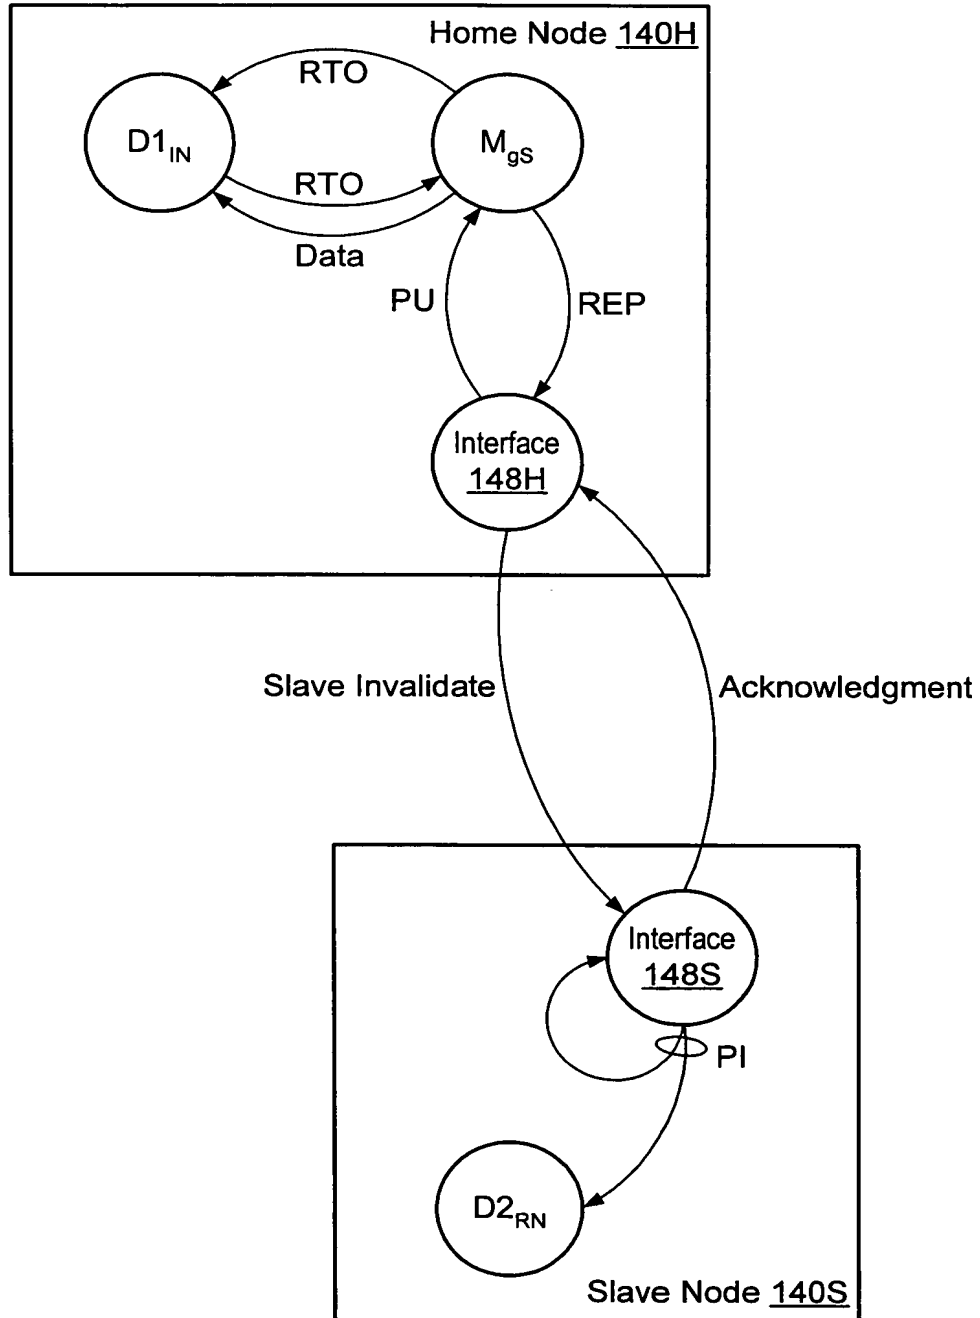 Home Node 140H
RTO
D1IN
MgS
RTO
Data
PU
REP
Interface
148H
Slave Invalidate
Acknowledgment
Interface
148S
PI
D2RN
Slave Node 140S